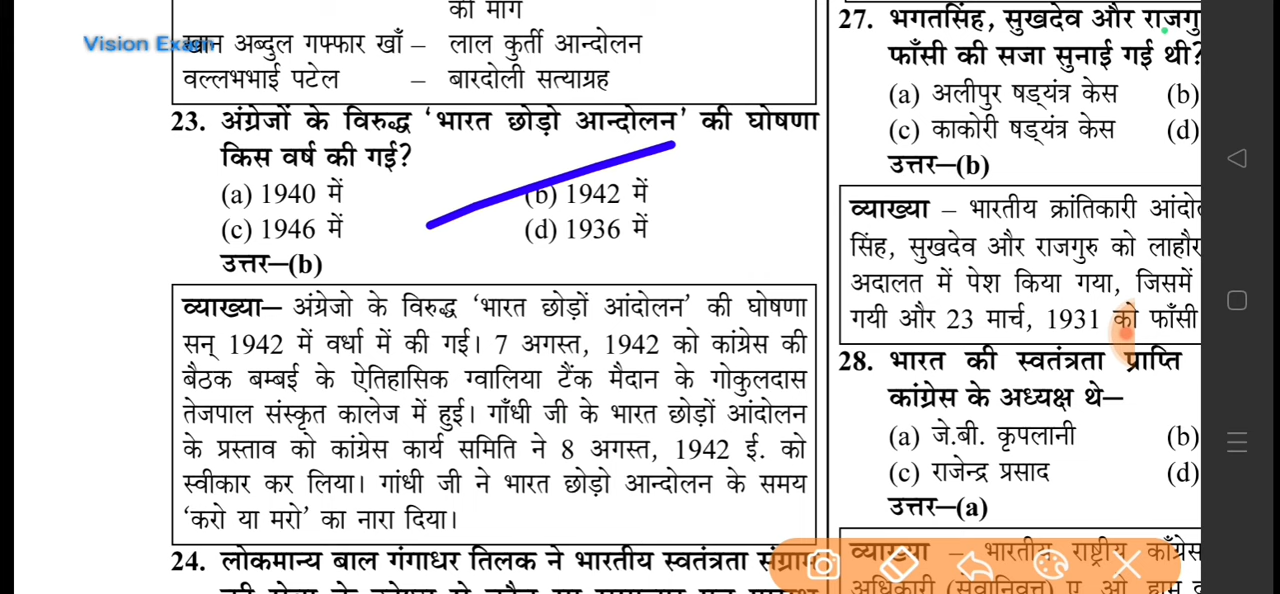 की माग
Vision Exam
खान अब्दुल गफ्फार खाँ – लाल कुर्ती आन्दोलन
वल्लभभाई पटेल – बारदोली सत्याग्रह
23. अंग्रेजों के विरुद्ध ‘भारत छोड़ो आन्दोलन’ की घोषणा
किस वर्ष की गई?
(a) 1940 में (b) 1942 में
(c) 1946 में (d) 1936 में
उत्तर–(b)
व्याख्या– अंग्रेजो के विरुद्ध ‘भारत छोड़ों आंदोलन’ की घोषणा
सन् 1942 में वर्धा में की गई। 7 अगस्त, 1942 को कांग्रेस की
बैठक बम्बई के ऐतिहासिक ग्वालिया टैंक मैदान के गोकुलदास
तेजपाल संस्कृत कालेज में हुई। गाँधी जी के भारत छोड़ों आंदोलन
के प्रस्ताव को कांग्रेस कार्य समिति ने 8 अगस्त, 1942 ई. को
स्वीकार कर लिया। गांधी जी ने भारत छोड़ो आन्दोलन के समय
‘करो या मरो’ का नारा दिया।
24. लोकमान्य बाल गंगाधर तिलक ने भारतीय स्वतंत्रता संग्राम
27. भगतसिंह, सुखदेव और राजगु
फाँसी की सजा सुनाई गई थी?
(a) अलीपुर षड्यंत्र केस (b)
(c) काकोरी षड्यंत्र केस (d)
उत्तर–(b)
व्याख्या – भारतीय क्रांतिकारी आंदो
सिंह, सुखदेव और राजगुरु को लाहौर
अदालत में पेश किया गया, जिसमें
गयी और 23 मार्च, 1931 को फाँसी
28. भारत की स्वतंत्रता प्राप्ति
कांग्रेस के अध्यक्ष थे–
(a) जे.बी. कृपलानी (b)
(c) राजेन्द्र प्रसाद (d)
उत्तर–(a)
व्याख्या – भारतीय राष्ट्रीय काँग्रेस